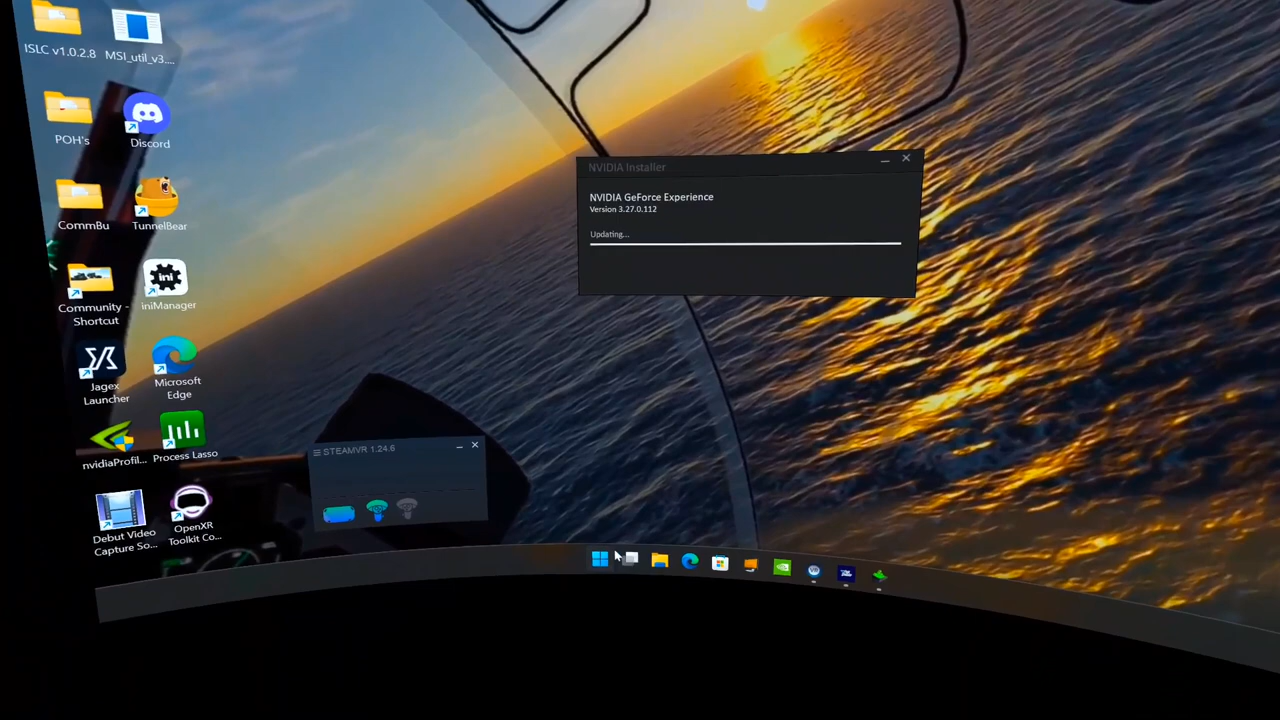 ISLC v1.0.2.8
MSI_util_v3....
POH's
Discord
CommBu
TunnelBear
Community -
Shortcut
iniManager
ini
Jagex
Launcher
Microsoft
Edge
nvidiaProfil...
Process Lasso
Debut Video
Capture So...
OpenXR
Toolkit Co...
NVIDIA Installer
NVIDIA GeForce Experience
Version 3.27.0.112
Updating...
STEAMVR 1.24.6